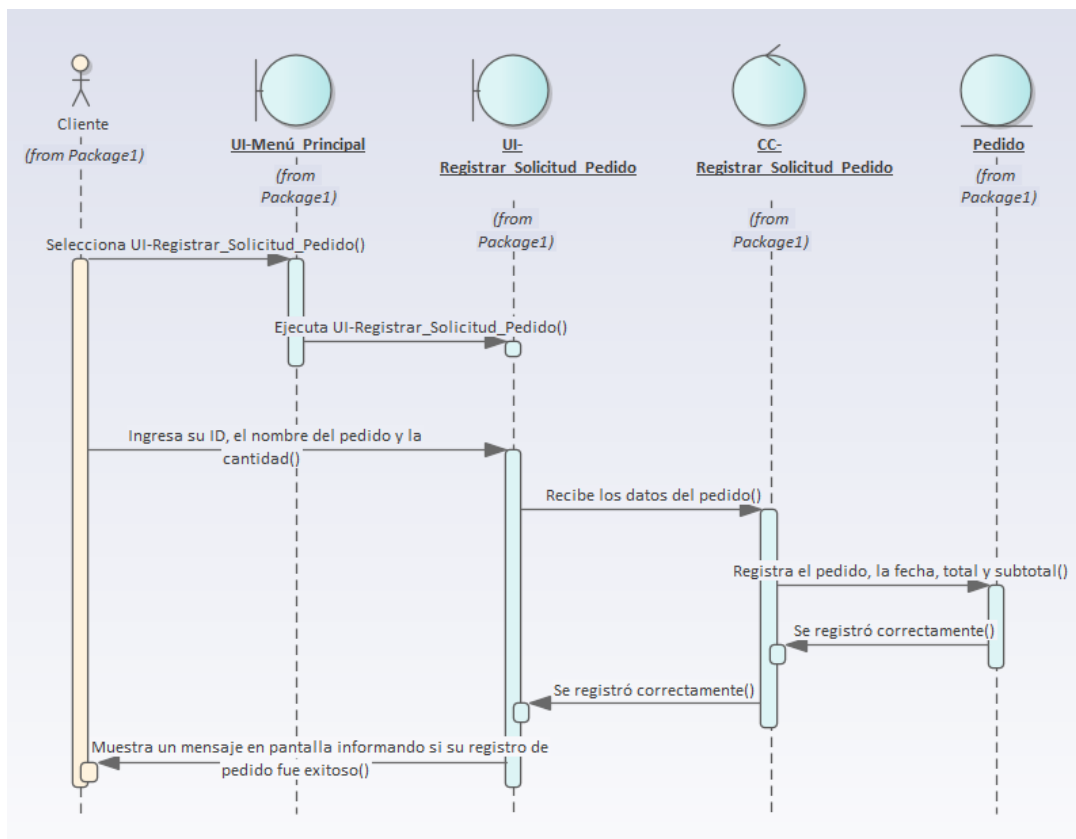 Cliente
(from Package1)
UI-Menú_Principal
(from
Package1)
UI-
Registrar_Solicitud_Pedido
(from
Package1)
CC-
Registrar_Solicitud_Pedido
(from
Package1)
Pedido
(from
Package1)
Selecciona UI-Registrar_Solicitud_Pedido()
Ejecuta UI-Registrar_Solicitud_Pedido()
Ingresa su ID, el nombre del pedido y la
cantidad()
Recibe los datos del pedido()
Registra el pedido, la fecha, total y subtotal()
Se registró correctamente()
Se registró correctamente()
Muestra un mensaje en pantalla informando si su registro de
pedido fue exitoso()